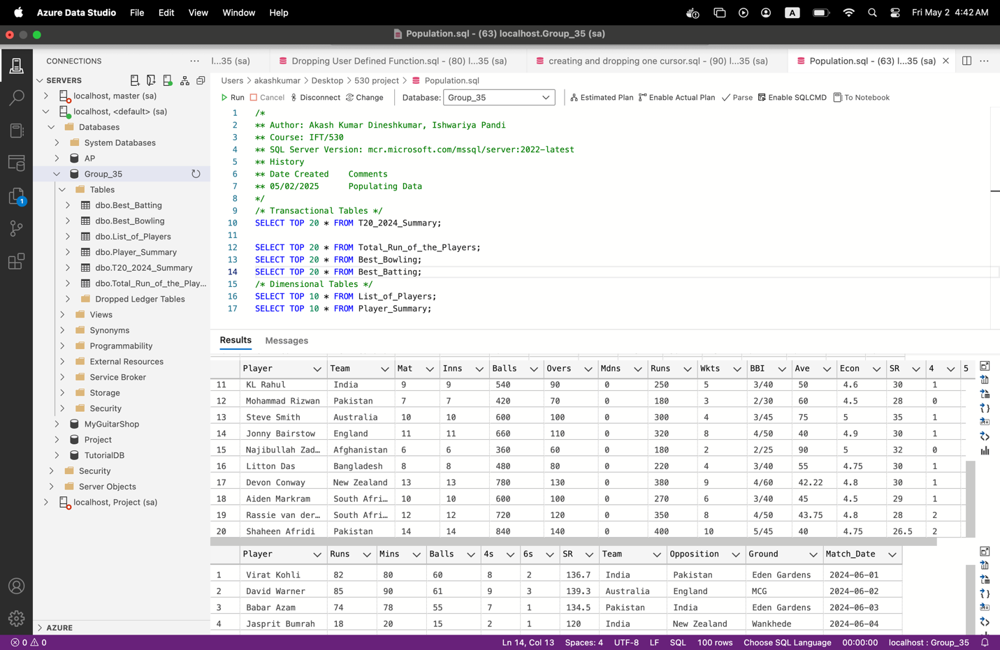 Azure Data Studio File Edit View Window Help
A Fri May 2 4:42 AM
Population.sql - (63) localhost.Group_35 (sa)
CONNECTIONS
l...35 (sa) Dropping User Defined Function.sql - (80) l...35 (sa) creating and dropping one cursor.sql - (90) l...35 (sa) Population.sql - (63) l...35 (sa)
SERVERS
localhost, master (sa)
localhost, <default> (sa)
Databases
System Databases
AP
Group_35
Tables
dbo.Best_Batting
dbo.Best_Bowling
dbo.List_of_Players
dbo.Player_Summary
dbo.T20_2024_Summary
dbo.Total_Run_of_the_Play...
Dropped Ledger Tables
Views
Synonyms
Programmability
External Resources
Service Broker
Storage
Security
MyGuitarShop
Project
TutorialDB
Security
Server Objects
localhost, Project (sa)
1
AZURE
Users > akashkumar > Desktop > 530 project > Population.sql
Run Cancel Disconnect Change Database: Group_35 Estimated Plan Enable Actual Plan Parse Enable SQLCMD To Notebook
1 /*
2 ** Author: Akash Kumar Dineshkumar, Ishwariya Pandi
3 ** Course: IFT/530
4 ** SQL Server Version: mcr.microsoft.com/mssql/server:2022-latest
5 ** History
6 ** Date Created Comments
7 ** 05/02/2025 Populating Data
8 */
9 /* Transactional Tables */
10 SELECT TOP 20 * FROM T20_2024_Summary;
11
12 SELECT TOP 20 * FROM Total_Run_of_the_Players;
13 SELECT TOP 20 * FROM Best_Bowling;
14 SELECT TOP 20 * FROM Best_Batting;
15 /* Dimensional Tables */
16 SELECT TOP 10 * FROM List_of_Players;
17 SELECT TOP 10 * FROM Player_Summary;
Results Messages
Player Team Mat Inns Balls Overs Mdns Runs Wkts BBI Ave Econ SR 4 5
11 KL Rahul India 9 9 540 90 0 250 5 3/40 50 4.6 30 1
12 Mohammad Rizwan Pakistan 7 7 420 70 0 180 3 2/30 60 4.5 28 0
13 Steve Smith Australia 10 10 600 100 0 300 4 3/45 75 5 35 1
14 Jonny Bairstow England 11 11 660 110 0 320 8 4/50 40 4.9 30 1
15 Najibullah Zad... Afghanistan 6 6 360 60 0 180 2 2/25 90 5 32 0
16 Litton Das Bangladesh 8 8 480 80 0 220 4 3/40 55 4.75 30 1
17 Devon Conway New Zealand 13 13 780 130 0 380 9 4/60 42.22 4.8 30 1
18 Aiden Markram South Afri... 10 10 600 100 0 270 6 3/40 45 4.5 29 1
19 Rassie van der... South Afri... 12 12 720 120 0 350 8 4/50 43.75 4.8 28 2
20 Shaheen Afridi Pakistan 14 14 840 140 0 400 10 5/45 40 4.75 26.5 2
Player Runs Mins Balls 4s 6s SR Team Opposition Ground Match_Date
1 Virat Kohli 82 80 60 8 2 136.7 India Pakistan Eden Gardens 2024-06-01
2 David Warner 85 90 61 9 3 139.3 Australia England MCG 2024-06-02
3 Babar Azam 74 78 55 7 1 134.5 Pakistan India Eden Gardens 2024-06-03
4 Jasprit Bumrah 18 20 15 2 1 120 India New Zealand Wankhede 2024-06-04
0 0 Ln 14, Col 13 Spaces: 4 UTF-8 LF SQL 100 rows Choose SQL Language 00:00:00 localhost : Group_35